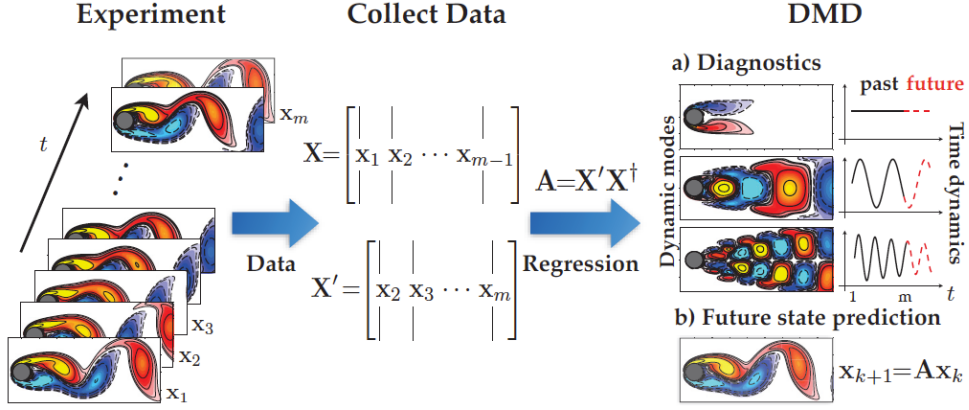 Experiment
Collect Data
DMD
t
x_m
x_3
x_2
x_1
Data
X=[x_1 x_2 ⋯ x_{m−1}]
X′=[x_2 x_3 ⋯ x_m]
A=X′X†
Regression
a) Diagnostics
past future
Dynamic modes
Time dynamics
1 m t
b) Future state prediction
x_{k+1}=Ax_k